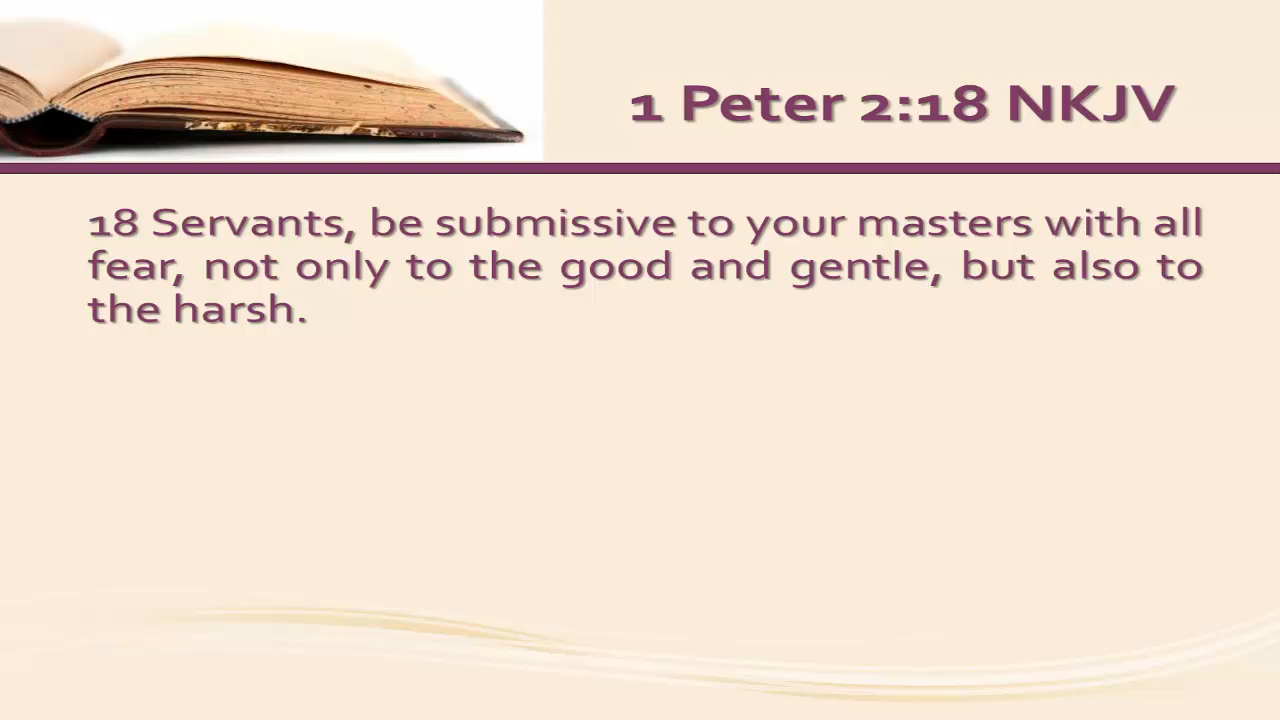 1 Peter 2:18 NKJV
18 Servants, be submissive to your masters with all
fear, not only to the good and gentle, but also to
the harsh.